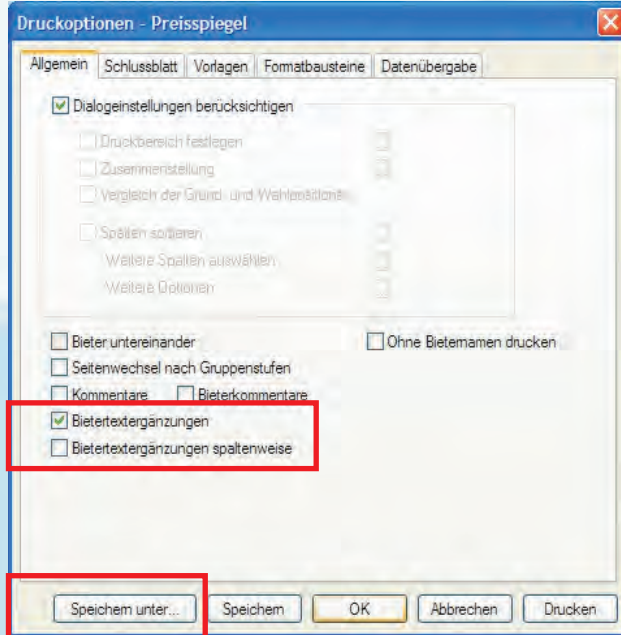 Druckoptionen - Preisspiegel
Allgemein Schlussblatt Vorlagen Formatbausteine Datenübergabe
Dialogeinstellungen berücksichtigen
Druckbereich festlegen
Zusammenstellung
Vergleich der Grund- und
Spalten sortieren
Weitere Spalten auswählen
Weitere Optionen
Bieter untereinander Ohne Bieternamen drucken
Seitenwechsel nach Gruppenstufen
Kommentare Bieterkommentare
Bietertextergänzungen
Bietertextergänzungen spaltenweise
Speichern unter... Speichern OK Abbrechen Drucken